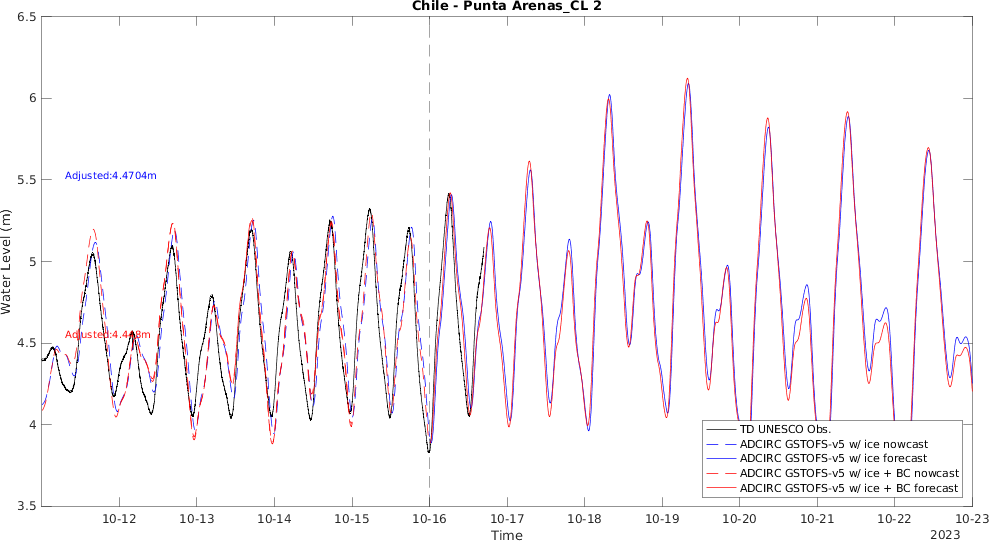 Chile - Punta Arenas_CL 2
6.5
6
5.5
5
4.5
4
3.5
Water Level (m)
Adjusted:4.4704m
TD UNESCO Obs.
ADCIRC GSTOFS-v5 w/ ice nowcast
ADCIRC GSTOFS-v5 w/ ice forecast
ADCIRC GSTOFS-v5 w/ ice + BC nowcast
ADCIRC GSTOFS-v5 w/ ice + BC forecast
10-12
10-13
10-14
10-15
10-16
10-17
10-18
10-19
10-20
10-21
10-22
10-23
Time
2023